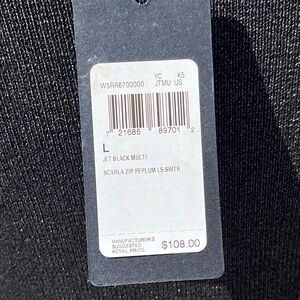 W5RR6700000 YC K5
JTMU US
7 21685 89701 2
L
JET BLACK MULTI
SCARLA ZIP PEPLUM LS SWTR
MANUFACTURER'S
SUGGESTED
RETAIL PRICE: $108.00